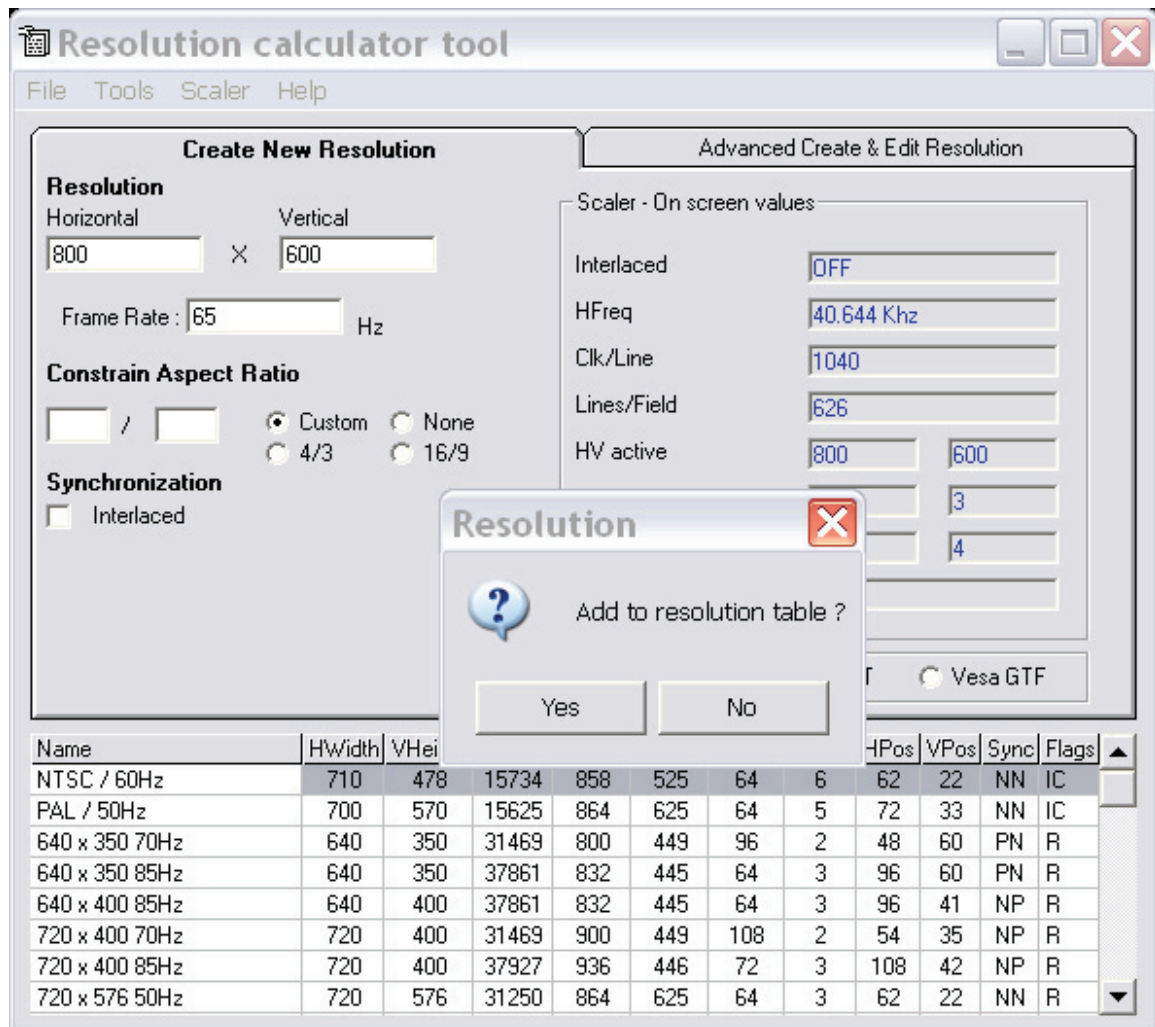 Resolution calculator tool
File Tools Scaler Help
Create New Resolution
Advanced Create & Edit Resolution
Resolution
Horizontal Vertical
800 X 600
Frame Rate : 65 Hz
Constrain Aspect Ratio
/ Custom None
4/3 16/9
Synchronization
Interlaced
Scaler - On screen values
Interlaced OFF
HFreq 40.644 Khz
Clk/Line 1040
Lines/Field 626
HV active 800 600
3
4
Vesa GTF
Resolution
Add to resolution table ?
Yes No
Name HWidth VHei HPos VPos Sync Flags
NTSC / 60Hz 710 478 15734 858 525 64 6 62 22 NN IC
PAL / 50Hz 700 570 15625 864 625 64 5 72 33 NN IC
640 x 350 70Hz 640 350 31469 800 449 96 2 48 60 PN R
640 x 350 85Hz 640 350 37861 832 445 64 3 96 60 PN R
640 x 400 85Hz 640 400 37861 832 445 64 3 96 41 NP R
720 x 400 70Hz 720 400 31469 900 449 108 2 54 35 NP R
720 x 400 85Hz 720 400 37927 936 446 72 3 108 42 NP R
720 x 576 50Hz 720 576 31250 864 625 64 3 62 22 NN R